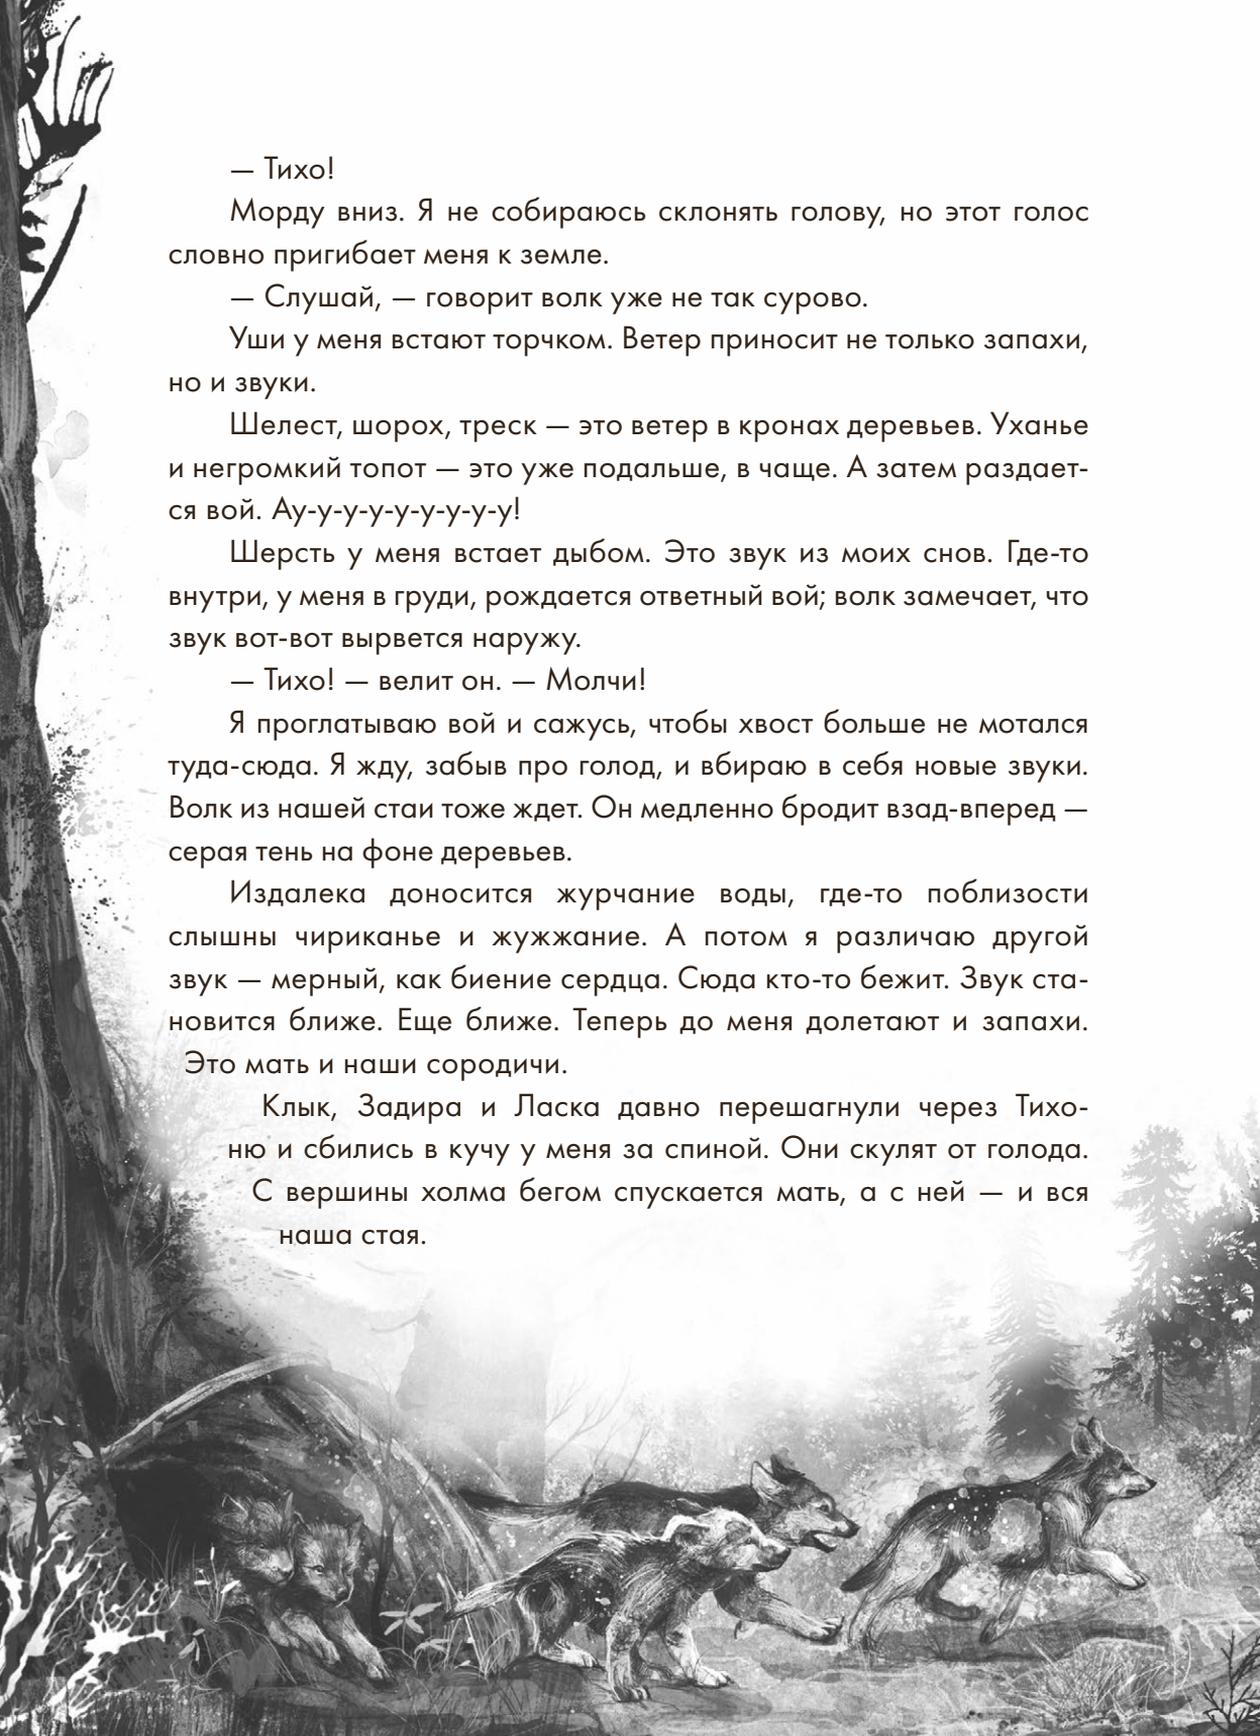 — Тихо!
Морду вниз. Я не собираюсь склонять голову, но этот голос
словно пригибает меня к земле.
— Слушай, — говорит волк уже не так сурово.
Уши у меня встают торчком. Ветер приносит не только запахи,
но и звуки.
Шелест, шорох, треск — это ветер в кронах деревьев. Уханье
и негромкий топот — это уже подальше, в чаще. А затем раздает-
ся вой. Ау-у-у-у-у-у-у-у-у!
Шерсть у меня встает дыбом. Это звук из моих снов. Где-то
внутри, у меня в груди, рождается ответный вой; волк замечает, что
звук вот-вот вырвется наружу.
— Тихо! — велит он. — Молчи!
Я проглатываю вой и сажусь, чтобы хвост больше не мотался
туда-сюда. Я жду, забыв про голод, и вбираю в себя новые звуки.
Волк из нашей стаи тоже ждет. Он медленно бродит взад-вперед —
серая тень на фоне деревьев.
Издалека доносится журчание воды, где-то поблизости
слышны чириканье и жужжание. А потом я различаю другой
звук — мерный, как биение сердца. Сюда кто-то бежит. Звук ста-
новится ближе. Еще ближе. Теперь до меня долетают и запахи.
Это мать и наши сородичи.
Клык, Задира и Ласка давно перешагнули через Тихо-
ню и сбились в кучу у меня за спиной. Они скулят от голода.
С вершины холма бегом спускается мать, а с ней — и вся
наша стая.